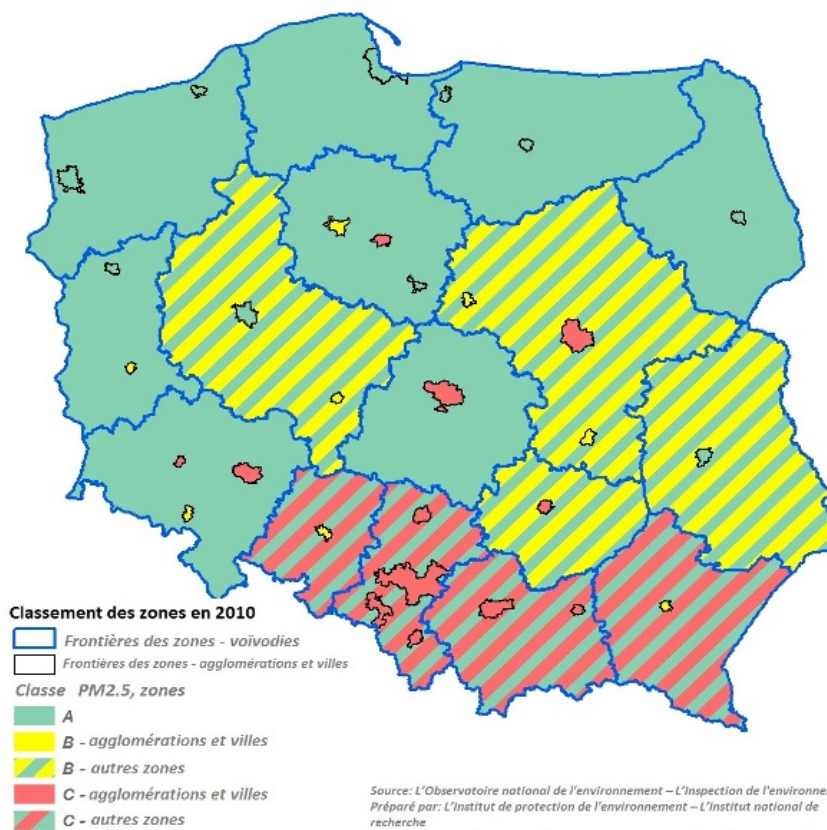 Classement des zones en 2010
Frontières des zones - voïvodies
Frontières des zones - agglomérations et villes
Classe PM2.5, zones
A
B - agglomérations et villes
B - autres zones
C - agglomérations et villes
C - autres zones
Source: L'Observatoire national de l'environnement – L'Inspection de l'environne
Préparé par: L'Institut de protection de l'environnement – L'Institut national de
recherche